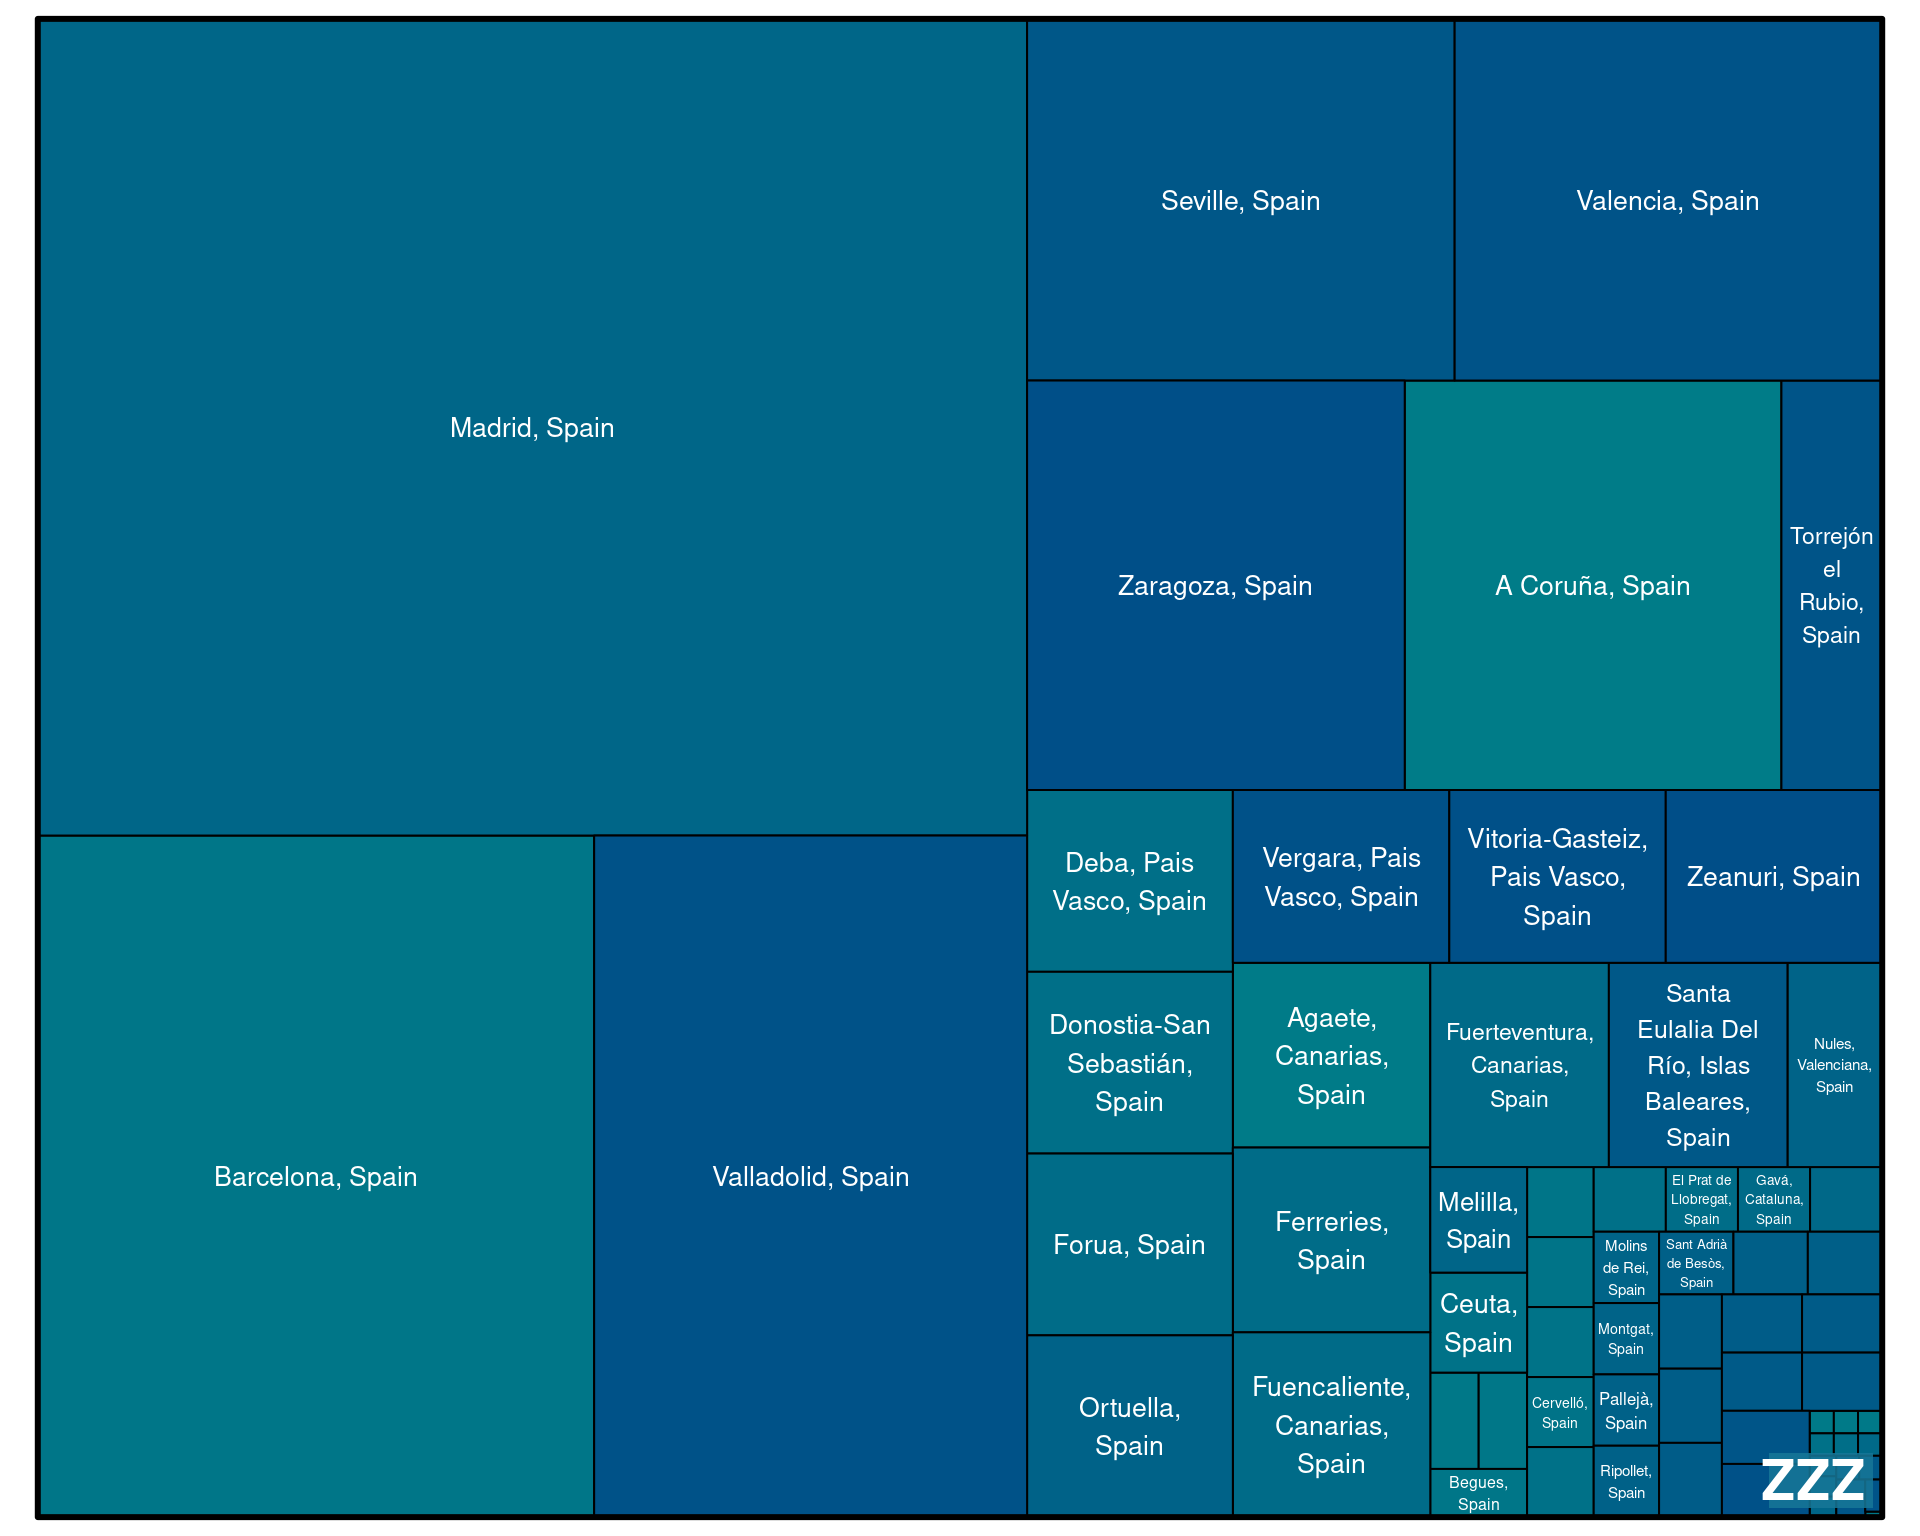 Madrid, Spain
Seville, Spain
Valencia, Spain
Zaragoza, Spain
A Coruña, Spain
Torrejón
el
Rubio,
Spain
Barcelona, Spain
Valladolid, Spain
Deba, Pais
Vasco, Spain
Vergara, Pais
Vasco, Spain
Vitoria-Gasteiz,
Pais Vasco,
Spain
Zeanuri, Spain
Donostia-San
Sebastián,
Spain
Agaete,
Canarias,
Spain
Fuerteventura,
Canarias,
Spain
Santa
Eulalia Del
Río, Islas
Baleares,
Spain
Nules,
Valenciana,
Spain
Forua, Spain
Ferreries,
Spain
Melilla,
Spain
El Prat de
Llobregat,
Spain
Gavá,
Cataluna,
Spain
Molins
de Rei,
Spain
Sant Adrià
de Besòs,
Spain
Ceuta,
Spain
Montgat,
Spain
Ortuella,
Spain
Fuencaliente,
Canarias,
Spain
Cervelló,
Spain
Pallejà,
Spain
Begues,
Spain
Ripollet,
Spain
ZZZ